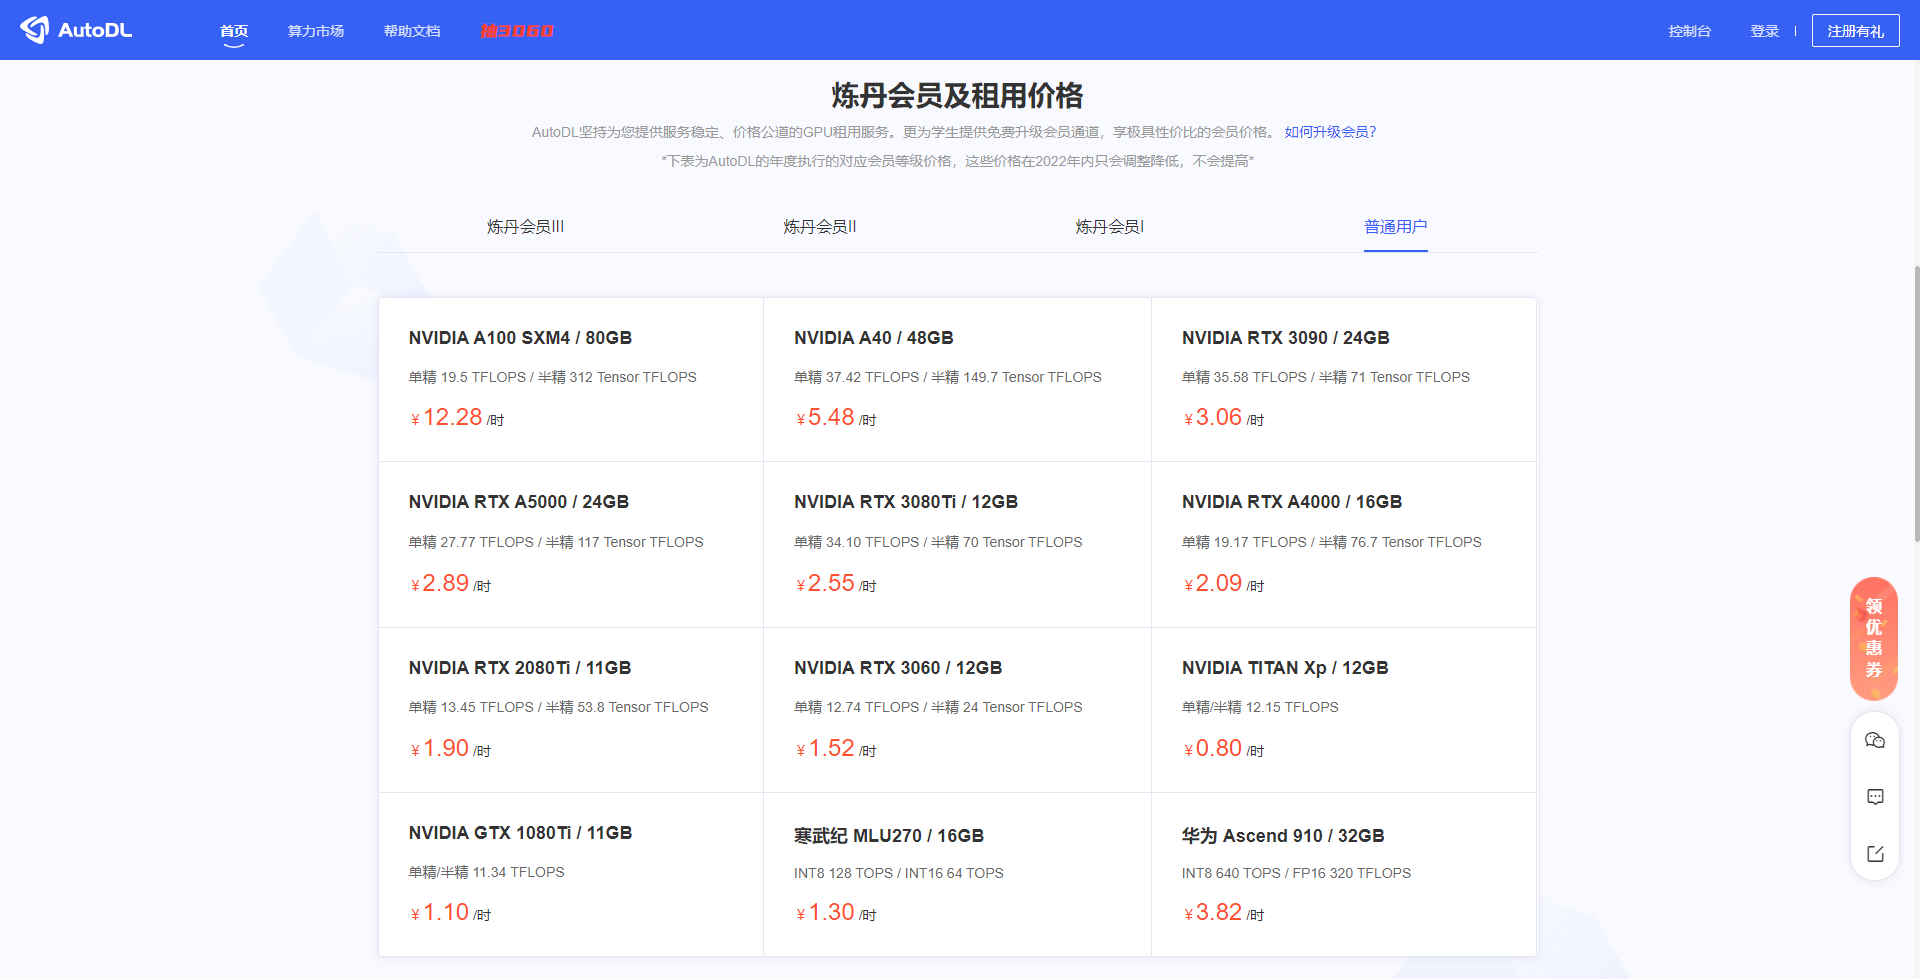 AutoDL
首页
算力市场
帮助文档
抽3060
控制台
登录
注册有礼
炼丹会员及租用价格
AutoDL坚持为您提供服务稳定、价格公道的GPU租用服务。更为学生提供免费升级会员通道，享极具性价比的会员价格。 如何升级会员?
*下表为AutoDL的年度执行的对应会员等级价格，这些价格在2022年内只会调整降低，不会提高*
炼丹会员III
炼丹会员II
炼丹会员I
普通用户
NVIDIA A100 SXM4 / 80GB
单精 19.5 TFLOPS / 半精 312 Tensor TFLOPS
￥12.28 /时
NVIDIA A40 / 48GB
单精 37.42 TFLOPS / 半精 149.7 Tensor TFLOPS
￥5.48 /时
NVIDIA RTX 3090 / 24GB
单精 35.58 TFLOPS / 半精 71 Tensor TFLOPS
￥3.06 /时
NVIDIA RTX A5000 / 24GB
单精 27.77 TFLOPS / 半精 117 Tensor TFLOPS
￥2.89 /时
NVIDIA RTX 3080Ti / 12GB
单精 34.10 TFLOPS / 半精 70 Tensor TFLOPS
￥2.55 /时
NVIDIA RTX A4000 / 16GB
单精 19.17 TFLOPS / 半精 76.7 Tensor TFLOPS
￥2.09 /时
NVIDIA RTX 2080Ti / 11GB
单精 13.45 TFLOPS / 半精 53.8 Tensor TFLOPS
￥1.90 /时
NVIDIA RTX 3060 / 12GB
单精 12.74 TFLOPS / 半精 24 Tensor TFLOPS
￥1.52 /时
NVIDIA TITAN Xp / 12GB
单精/半精 12.15 TFLOPS
￥0.80 /时
NVIDIA GTX 1080Ti / 11GB
单精/半精 11.34 TFLOPS
￥1.10 /时
寒武纪 MLU270 / 16GB
INT8 128 TOPS / INT16 64 TOPS
￥1.30 /时
华为 Ascend 910 / 32GB
INT8 640 TOPS / FP16 320 TFLOPS
￥3.82 /时
领优惠券